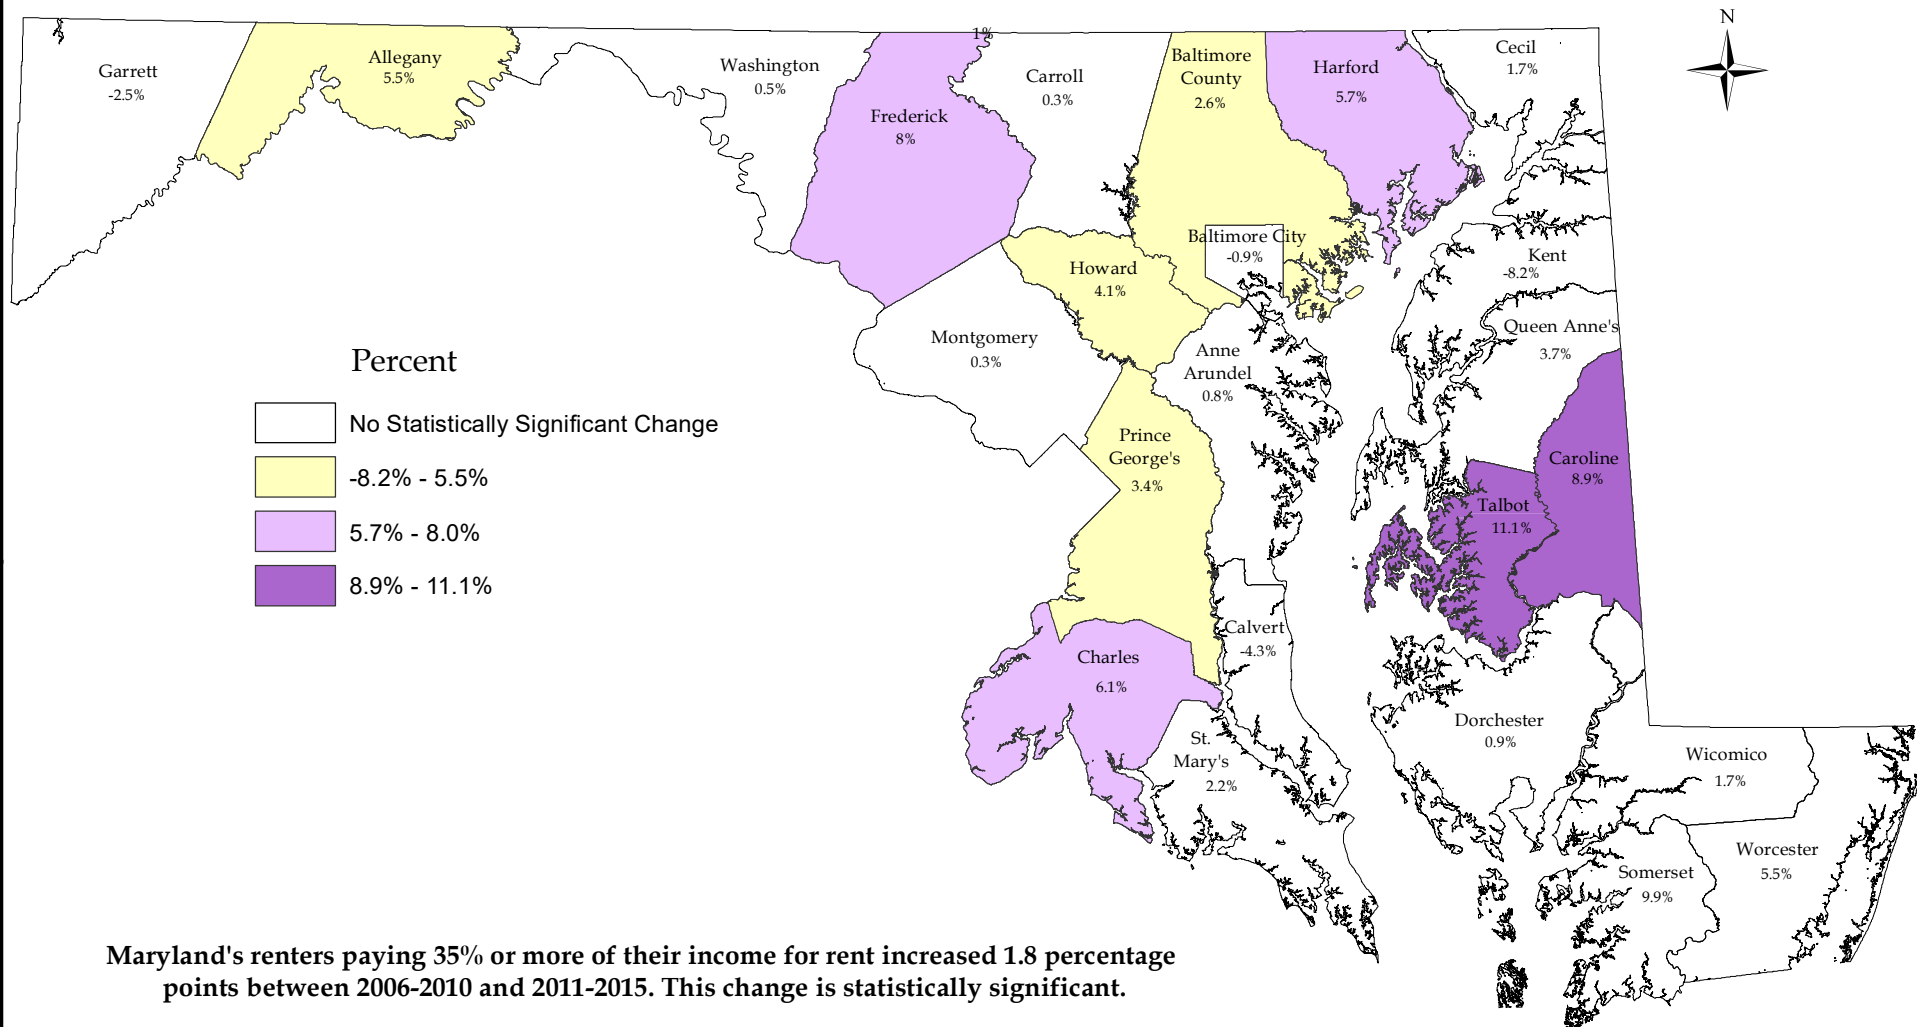 N
Garrett
-2.5%
Allegany
5.5%
Washington
0.5%
Frederick
8%
1%
Carroll
0.3%
Baltimore
County
2.6%
Harford
5.7%
Cecil
1.7%
Baltimore City
-0.9%
Kent
-8.2%
Howard
4.1%
Queen Anne's
3.7%
Montgomery
0.3%
Anne
Arundel
0.8%
Percent
No Statistically Significant Change
-8.2% - 5.5%
5.7% - 8.0%
8.9% - 11.1%
Prince
George's
3.4%
Caroline
8.9%
Talbot
11.1%
Calvert
-4.3%
Charles
6.1%
St.
Mary's
2.2%
Dorchester
0.9%
Wicomico
1.7%
Worcester
5.5%
Somerset
9.9%
Maryland's renters paying 35% or more of their income for rent increased 1.8 percentage
points between 2006-2010 and 2011-2015. This change is statistically significant.